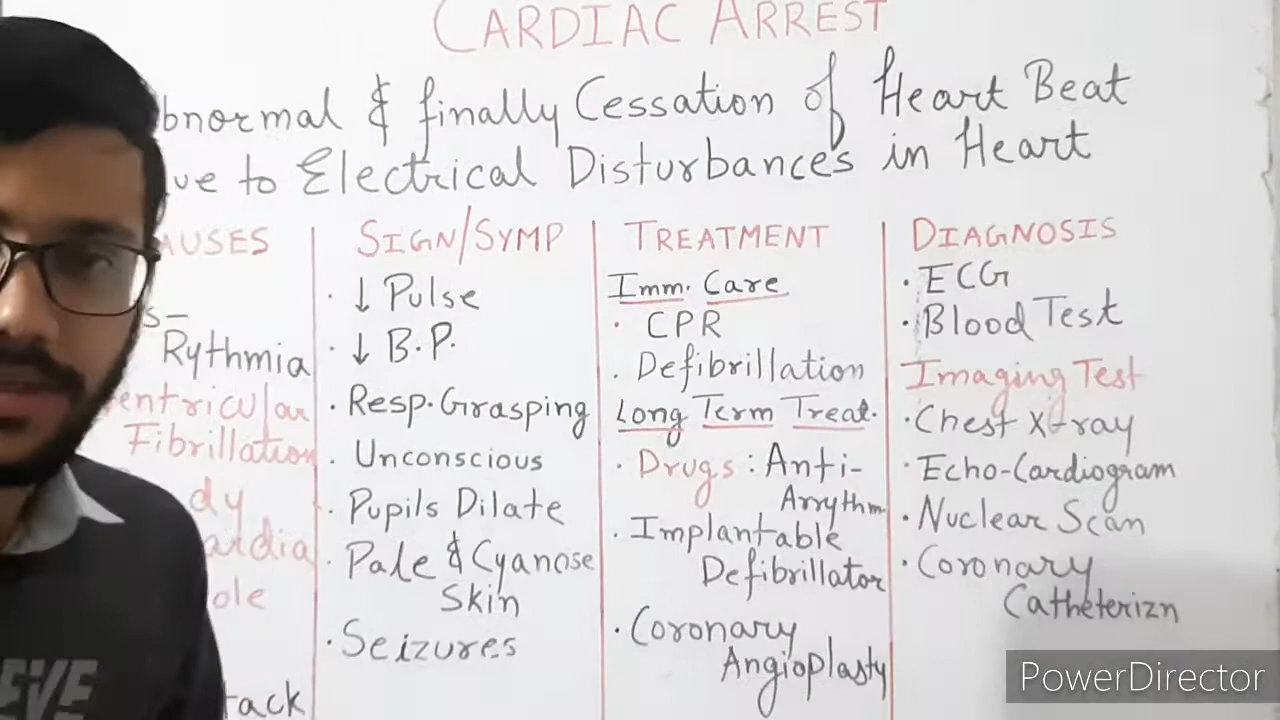 CARDIAC ARREST
bnormal & finally Cessation of Heart Beat
ue to Electrical Disturbances in Heart
AUSES
s-
Rythmia
entricular
Fibrillation
dy
ardia
ole
tack
SIGN/SYMP
· ↓ Pulse
· ↓ B.P.
· Resp. Grasping
· Unconscious
· Pupils Dilate
· Pale & Cyanose
Skin
· Seizures
TREATMENT
Imm. Care
· CPR
· Defibrillation
Long Term Treat.
· Drugs: Anti-
Arrythm
· Implantable
Defibrillator
· Coronary
Angioplasty
DIAGNOSIS
· ECG
· Blood Test
Imaging Test
· Chest X-ray
· Echo-Cardiogram
· Nuclear Scan
· Coronary
Catheterizn
EVE
PowerDirector